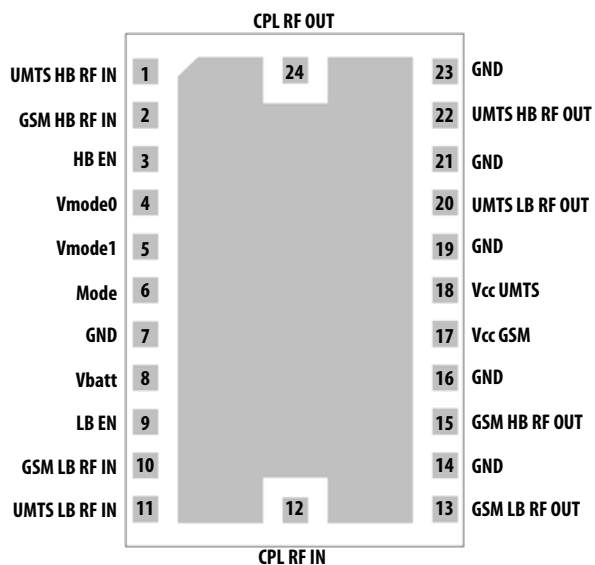 CPL RF OUT
UMTS HB RF IN 1 24 23 GND
GSM HB RF IN 2 22 UMTS HB RF OUT
HB EN 3 21 GND
Vmode0 4 20 UMTS LB RF OUT
Vmode1 5 19 GND
Mode 6 18 Vcc UMTS
GND 7 17 Vcc GSM
Vbatt 8 16 GND
LB EN 9 15 GSM HB RF OUT
GSM LB RF IN 10 14 GND
UMTS LB RF IN 11 12 13 GSM LB RF OUT
CPL RF IN